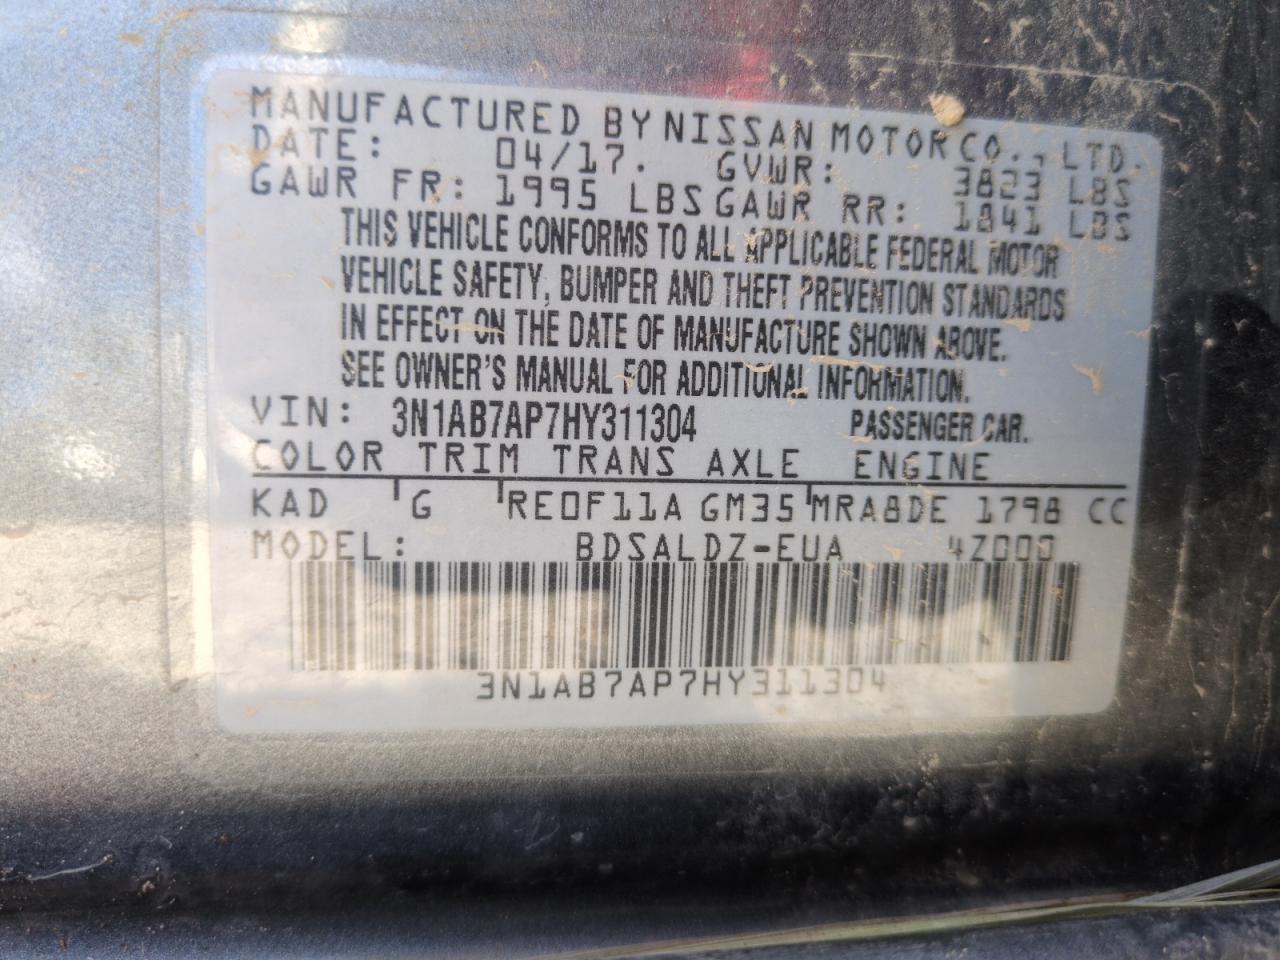 MANUFACTURED BY NISSAN MOTOR CO., LTD.
DATE: 04/17. GVWR: 3823 LBS
GAWR FR: 1995 LBS GAWR RR: 1841 LBS
THIS VEHICLE CONFORMS TO ALL APPLICABLE FEDERAL MOTOR
VEHICLE SAFETY, BUMPER AND THEFT PREVENTION STANDARDS
IN EFFECT ON THE DATE OF MANUFACTURE SHOWN ABOVE.
SEE OWNER'S MANUAL FOR ADDITIONAL INFORMATION.
VIN: 3N1AB7AP7HY311304 PASSENGER CAR.
COLOR TRIM TRANS AXLE ENGINE
KAD G RE0F11A GM35 MRA8DE 1798 CC
MODEL: BDSALDZ-EUA 4Z000
3N1AB7AP7HY311304